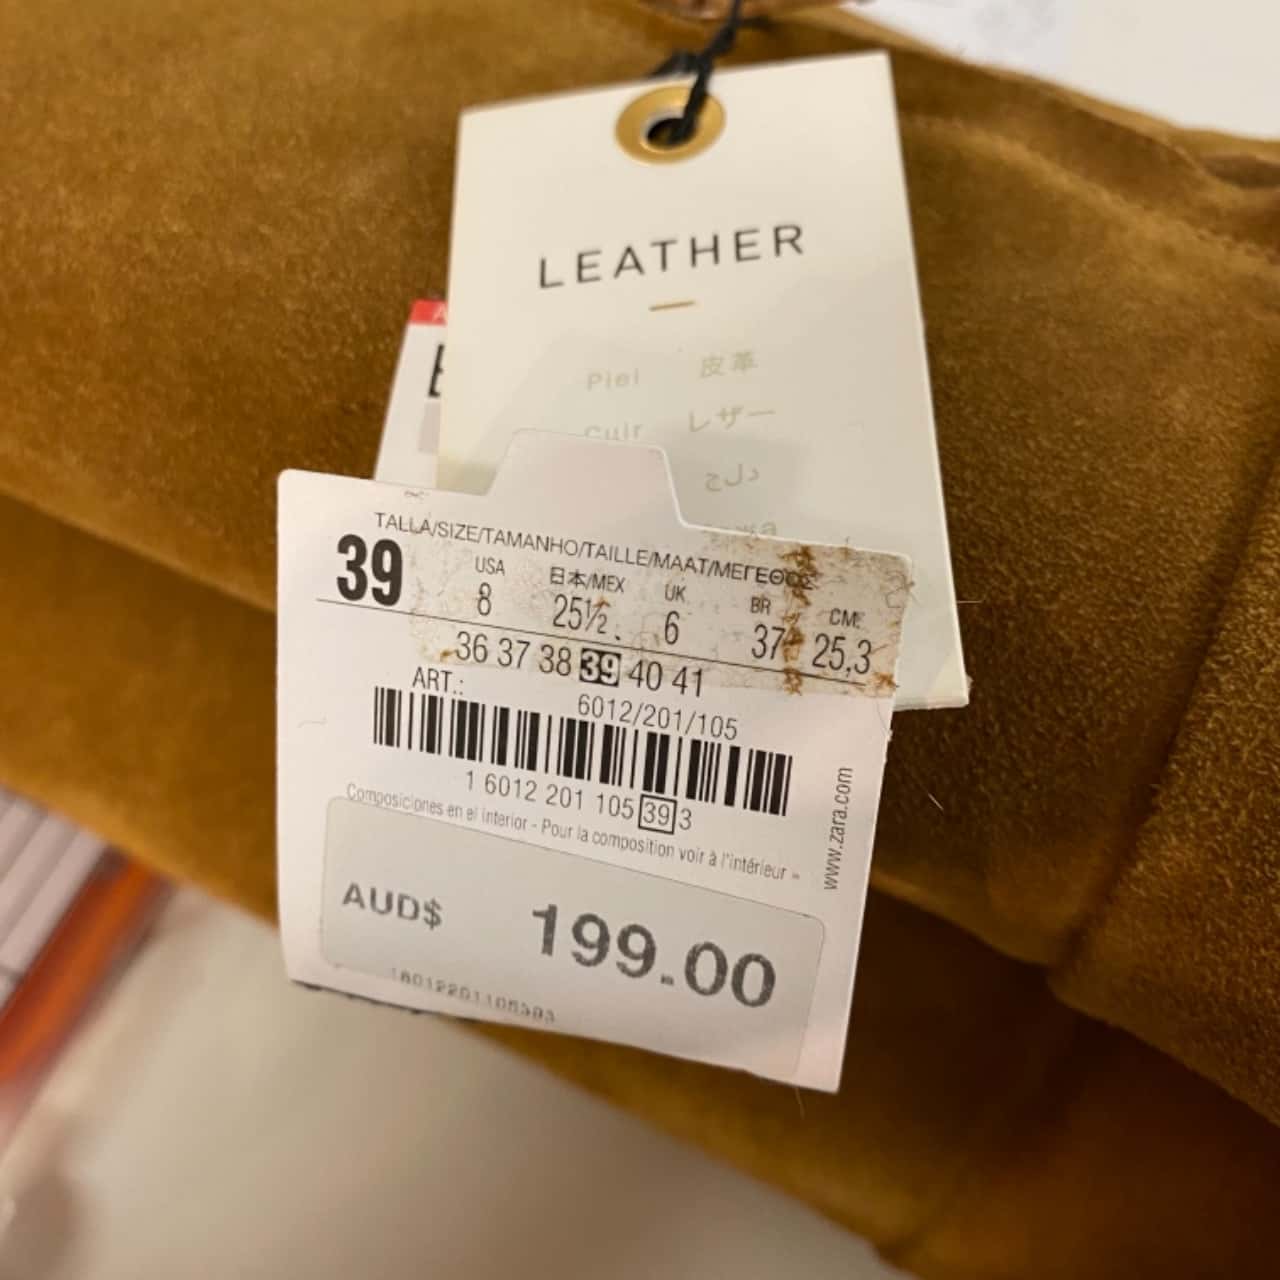 LEATHER
Piel 皮革
cuir レザー
جلد
TALLA/SIZE/TAMANHO/TAILLE/MAAT/ΜΕΓΕΘΟΣ
39 USA 日本/MEX UK BR CM.
8 25½. 6 37 25,3
36 37 38 39 40 41
ART.: 6012/201/105
1 6012 201 105 39 3
Composiciones en el interior - Pour la composition voir à l'intérieur
www.zara.com
AUD$ 199.00